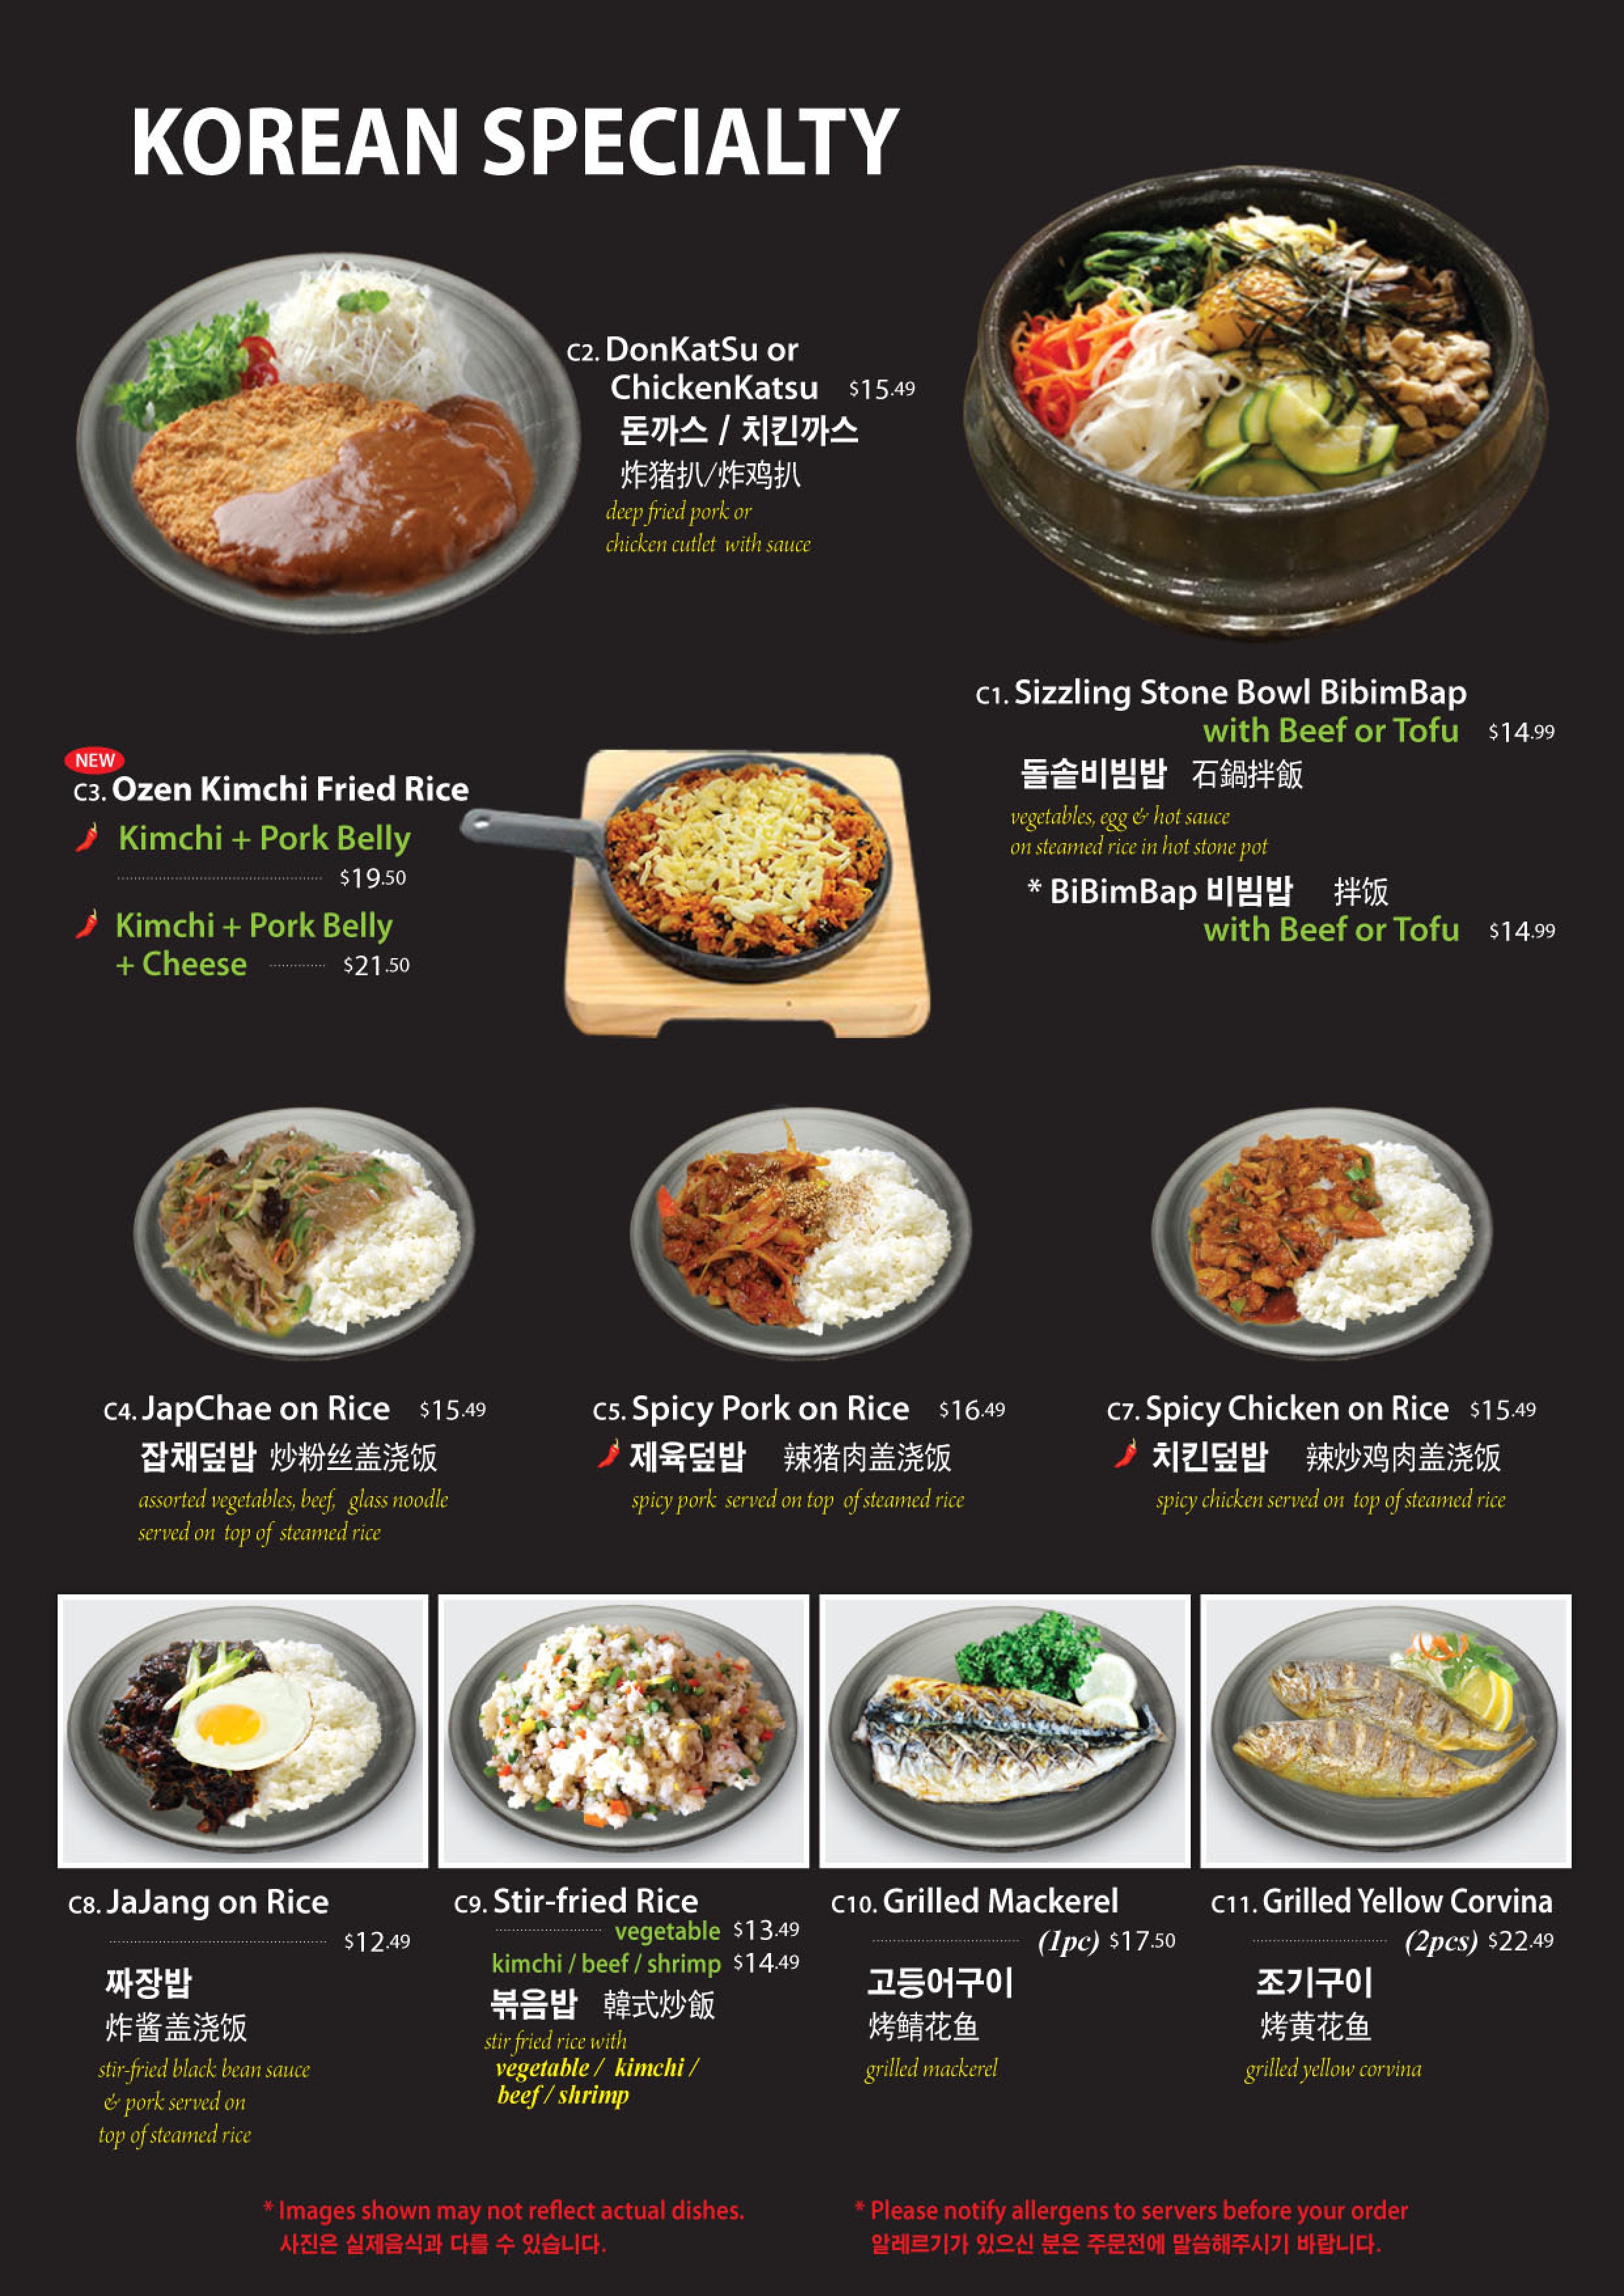 KOREAN SPECIALTY
C2. DonKatSu or
ChickenKatsu $15.49
돈까스 / 치킨까스
炸猪扒/炸鸡扒
deep fried pork or
chicken cutlet with sauce
C1. Sizzling Stone Bowl BibimBap
with Beef or Tofu $14.99
돌솥비빔밥 石鍋拌飯
vegetables, egg & hot sauce
on steamed rice in hot stone pot
* BiBimBap 비빔밥 拌饭
with Beef or Tofu $14.99
NEW
C3. Ozen Kimchi Fried Rice
Kimchi + Pork Belly
$19.50
Kimchi + Pork Belly
+ Cheese $21.50
C4. JapChae on Rice $15.49
잡채덮밥 炒粉丝盖浇饭
assorted vegetables, beef, glass noodle
served on top of steamed rice
C5. Spicy Pork on Rice $16.49
제육덮밥 辣猪肉盖浇饭
spicy pork served on top of steamed rice
C7. Spicy Chicken on Rice $15.49
치킨덮밥 辣炒鸡肉盖浇饭
spicy chicken served on top of steamed rice
C8. JaJang on Rice
$12.49
짜장밥
炸酱盖浇饭
stir-fried black bean sauce
& pork served on
top of steamed rice
C9. Stir-fried Rice
vegetable $13.49
kimchi / beef / shrimp $14.49
볶음밥 韓式炒飯
stir fried rice with
vegetable / kimchi /
beef / shrimp
C10. Grilled Mackerel
(1pc) $17.50
고등어구이
烤鲭花鱼
grilled mackerel
C11. Grilled Yellow Corvina
(2pcs) $22.49
조기구이
烤黄花鱼
grilled yellow corvina
* Images shown may not reflect actual dishes.
사진은 실제음식과 다를 수 있습니다.
* Please notify allergens to servers before your order
알레르기가 있으신 분은 주문전에 말씀해주시기 바랍니다.